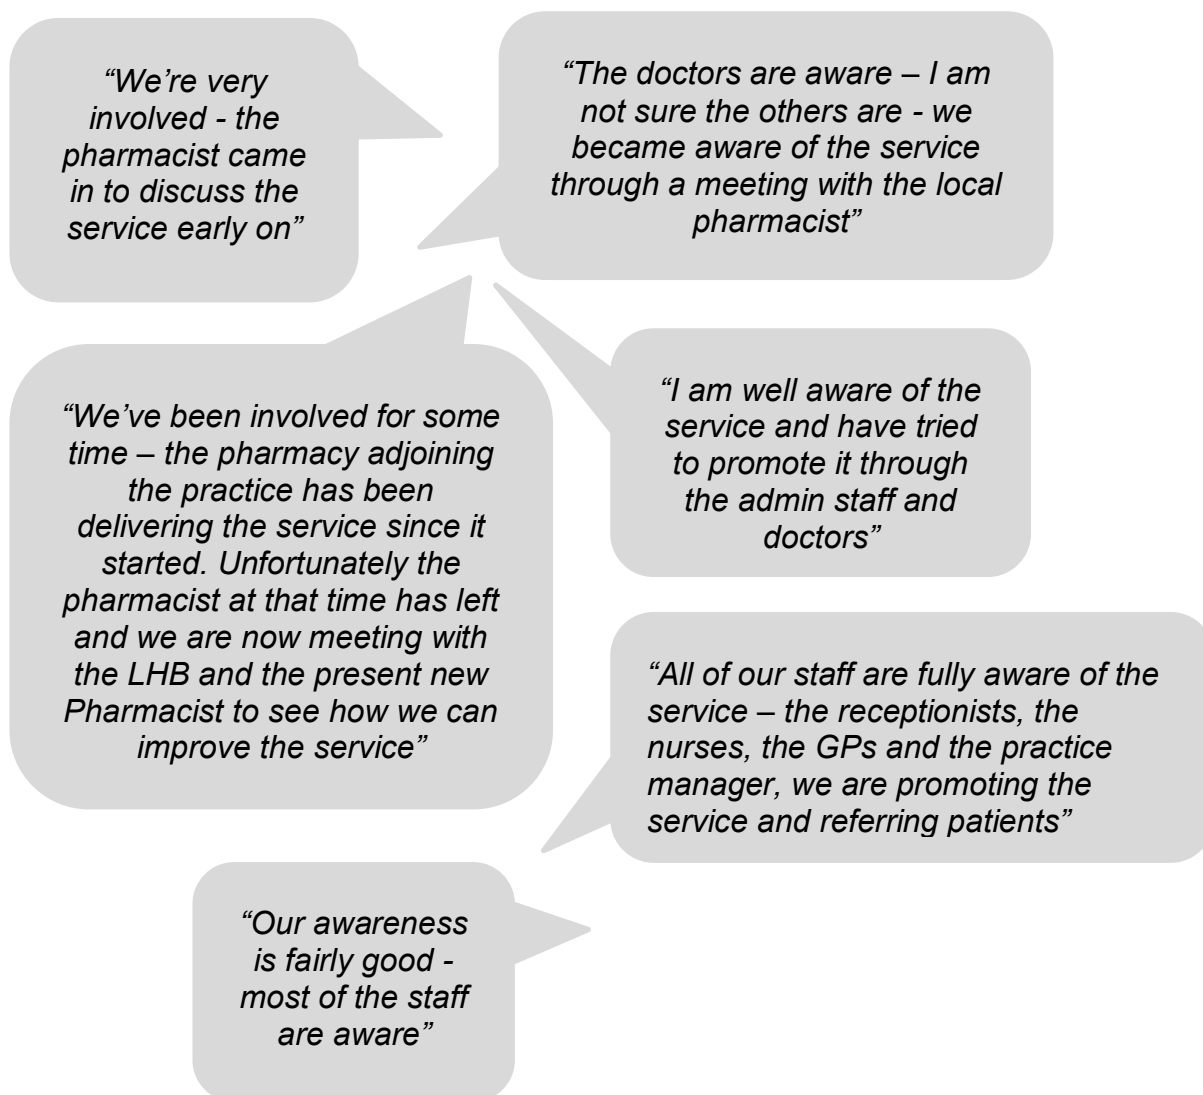 “We’re very
involved - the
pharmacist came
in to discuss the
service early on”
“The doctors are aware – I am
not sure the others are - we
became aware of the service
through a meeting with the local
pharmacist”
“We’ve been involved for some
time – the pharmacy adjoining
the practice has been
delivering the service since it
started. Unfortunately the
pharmacist at that time has left
and we are now meeting with
the LHB and the present new
Pharmacist to see how we can
improve the service”
“I am well aware of the
service and have tried
to promote it through
the admin staff and
doctors”
“All of our staff are fully aware of the
service – the receptionists, the
nurses, the GPs and the practice
manager, we are promoting the
service and referring patients”
“Our awareness
is fairly good -
most of the staff
are aware”